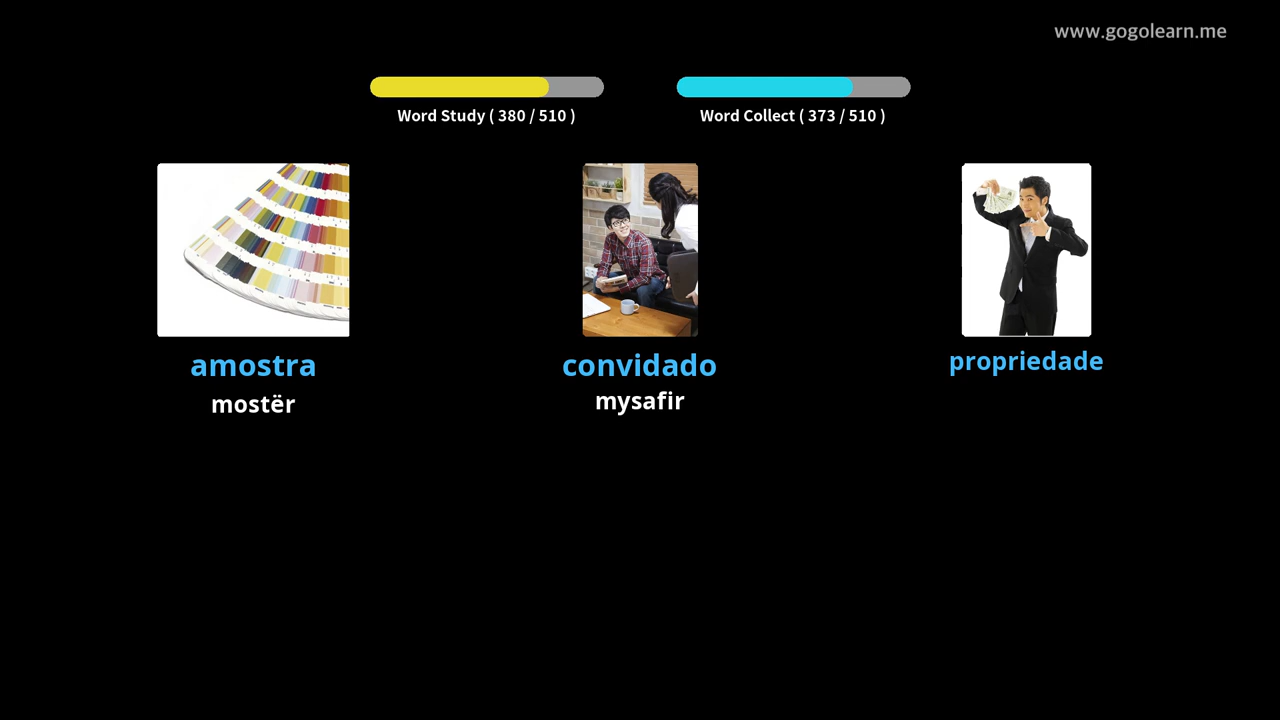 www.gogolearn.me
Word Study ( 380 / 510 )
Word Collect ( 373 / 510 )
amostra
mostër
convidado
mysafir
propriedade